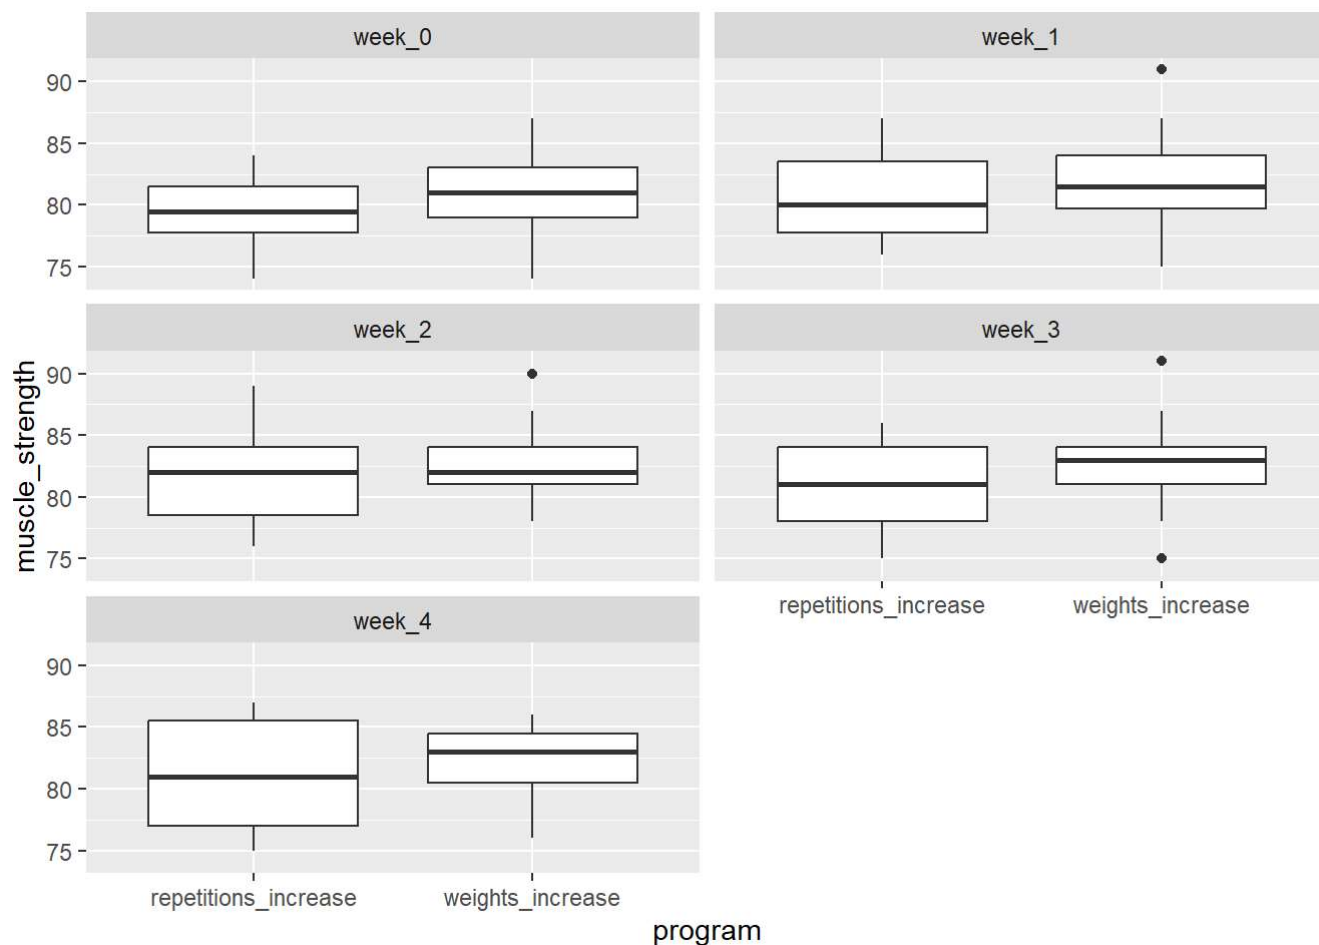 week_0
week_1
90
85
80
75
week_2
week_3
90
85
80
75
muscle_strength
repetitions_increase
weights_increase
week_4
90
85
80
75
repetitions_increase
weights_increase
program